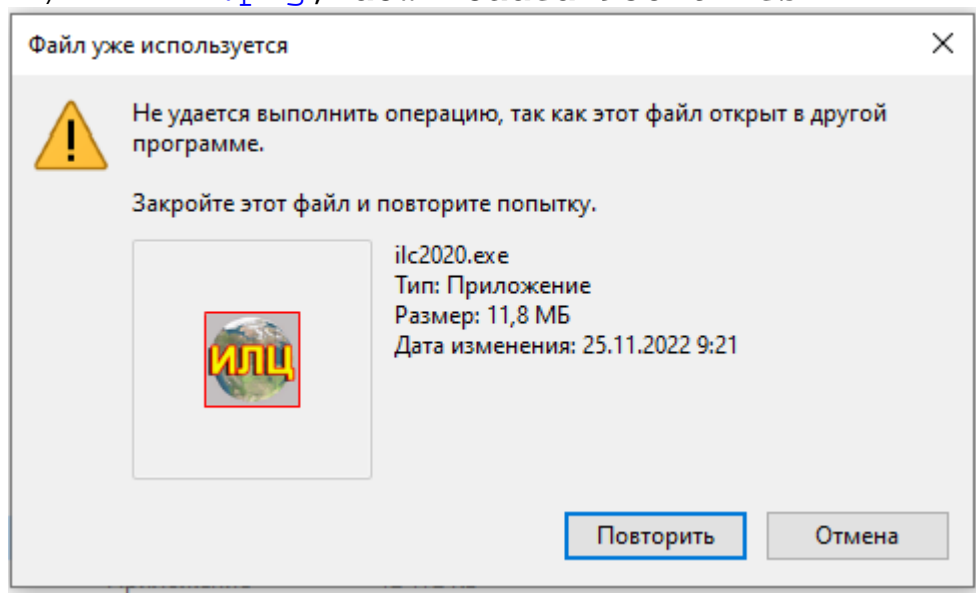 Файл уже используется
Не удается выполнить операцию, так как этот файл открыт в другой
программе.
Закройте этот файл и повторите попытку.
ilc2020.exe
Тип: Приложение
Размер: 11,8 МБ
Дата изменения: 25.11.2022 9:21
ИЛЦ
Повторить
Отмена